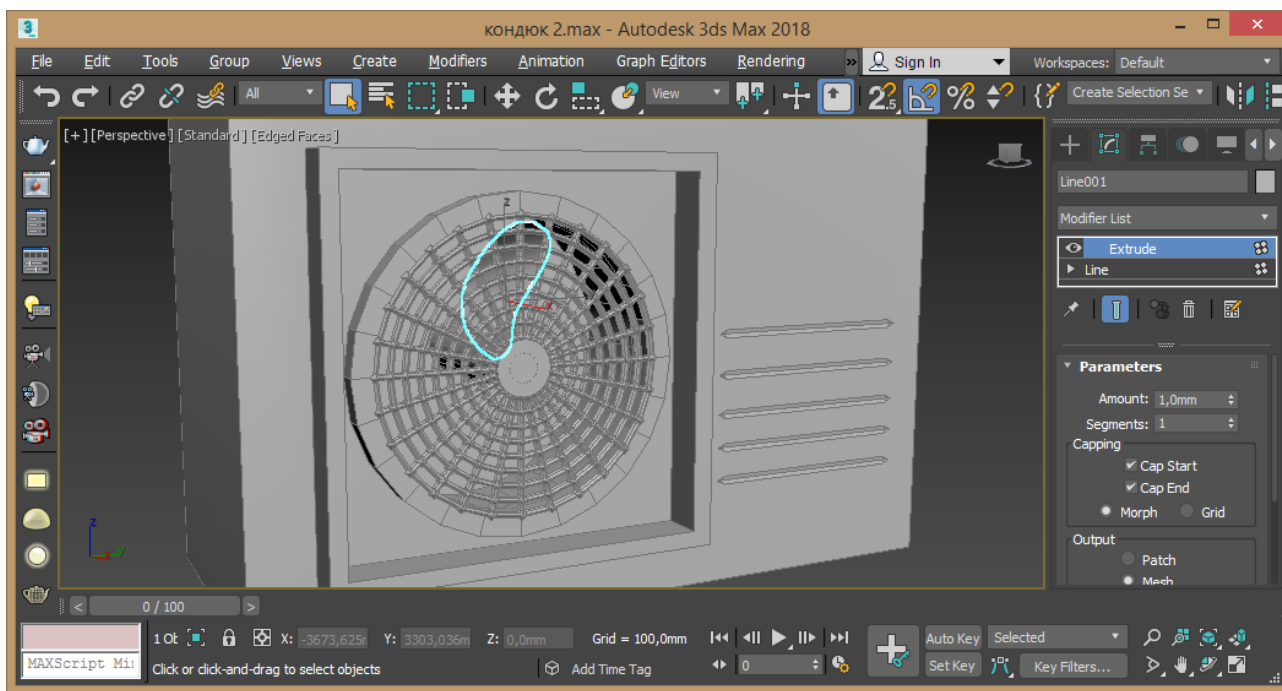 кондюк 2.max - Autodesk 3ds Max 2018
File Edit Tools Group Views Create Modifiers Animation Graph Editors Rendering » Sign In Workspaces: Default
All View Create Selection Se
[+] [Perspective] [Standard] [Edged Faces]
Line001
Modifier List
Extrude
Line
Parameters
Amount: 1,0mm
Segments: 1
Capping
Cap Start
Cap End
Morph Grid
Output
Patch
Mesh
z
x
z
x y
0 / 100
1 Ot X: -3673,625r Y: 3303,036m Z: 0,0mm Grid = 100,0mm Auto Key Selected
MAXScript Mi Click or click-and-drag to select objects Add Time Tag 0 Set Key Key Filters...